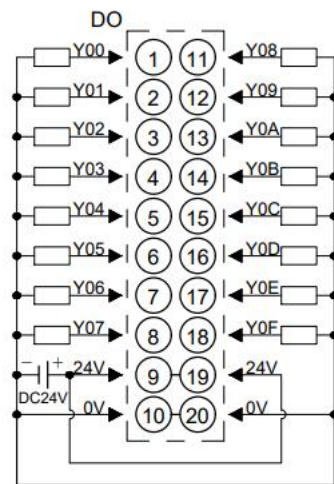 DO
Y00 1 11 Y08
Y01 2 12 Y09
Y02 3 13 Y0A
Y03 4 14 Y0B
Y04 5 15 Y0C
Y05 6 16 Y0D
Y06 7 17 Y0E
Y07 8 18 Y0F
− + 24V 9 19 24V
DC24V
0V 10 20 0V